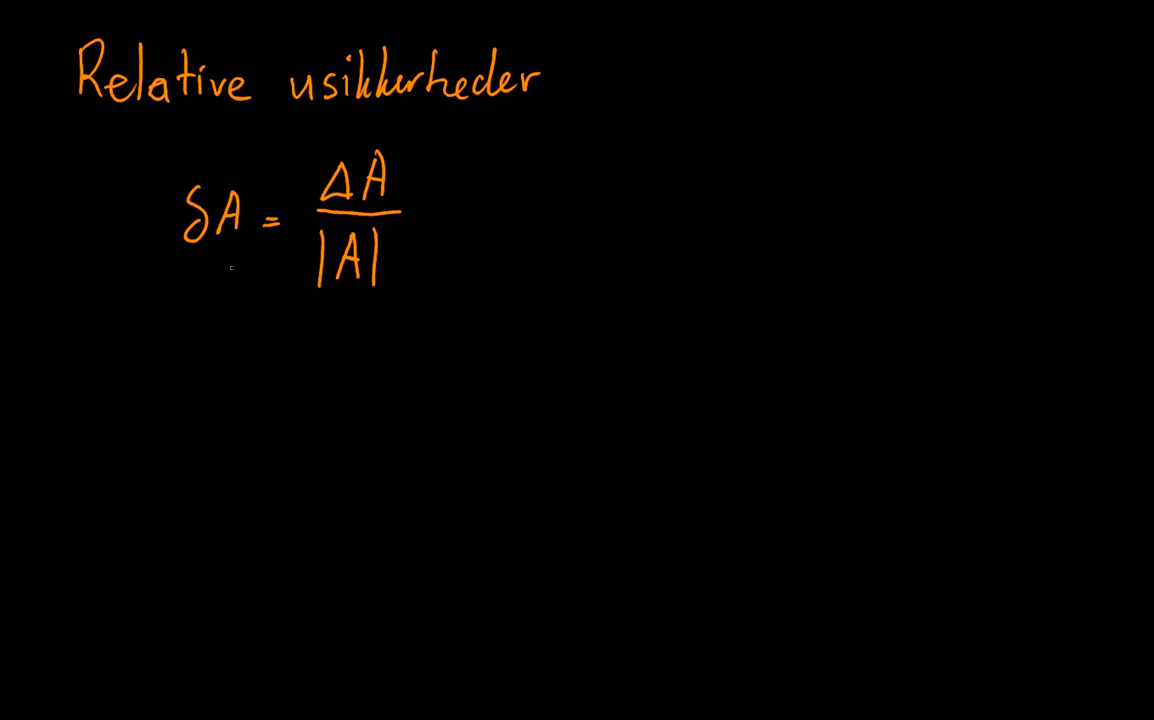 Relative usikkerheder
δA = ΔA / |A|